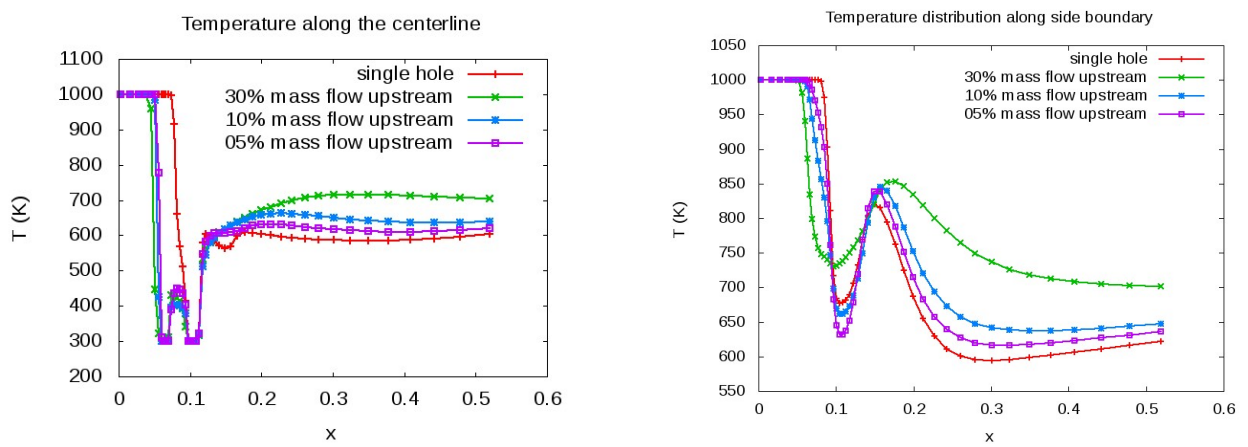 Temperature along the centerline
1100
1000
900
800
700
600
500
400
300
200
T (K)
single hole
30% mass flow upstream
10% mass flow upstream
05% mass flow upstream
0
0.1
0.2
0.3
0.4
0.5
0.6
x
Temperature distribution along side boundary
1050
1000
950
900
850
800
750
700
650
600
550
T (K)
single hole
30% mass flow upstream
10% mass flow upstream
05% mass flow upstream
0
0.1
0.2
0.3
0.4
0.5
0.6
x